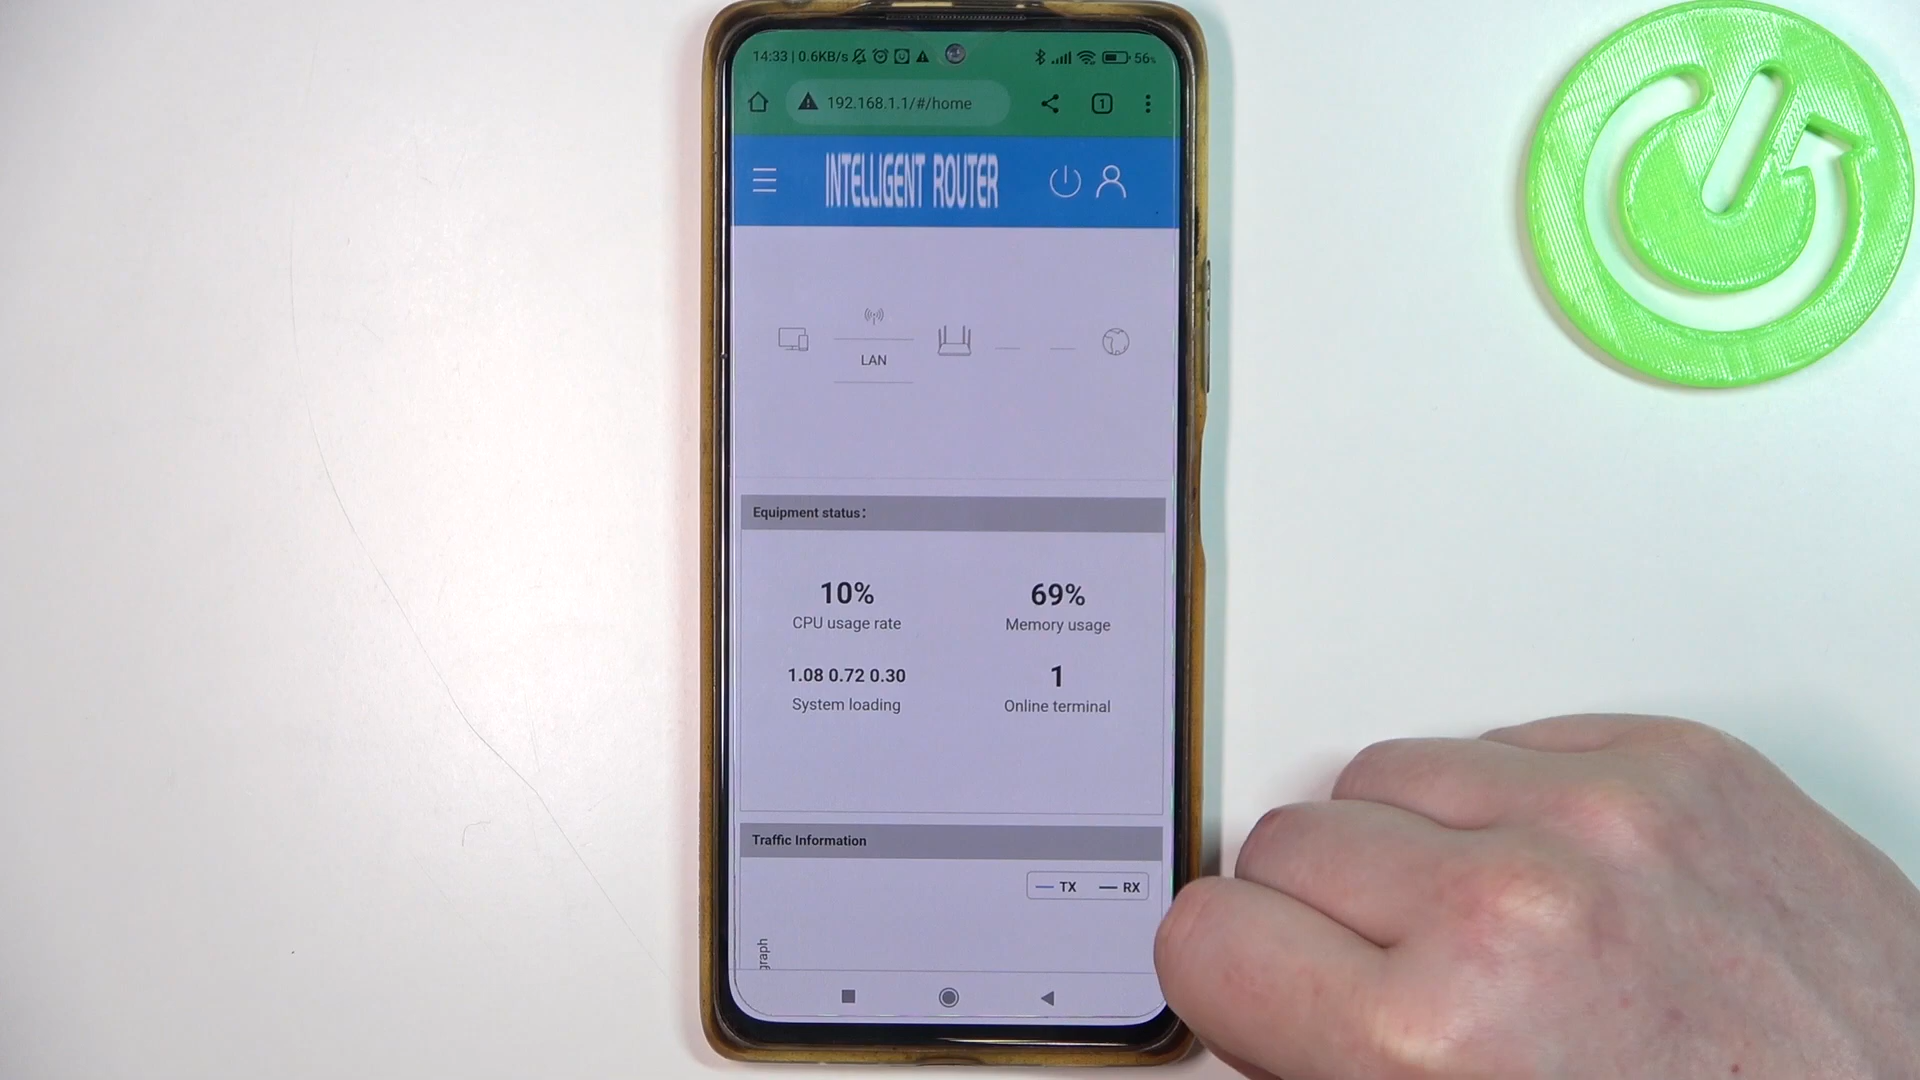 14:33 | 0.6KB/s 56%
192.168.1.1/#/home 1
INTELLIGENT ROUTER
LAN
Equipment status:
10% 69%
CPU usage rate Memory usage
1.08 0.72 0.30 1
System loading Online terminal
Traffic Information
TX RX
graph